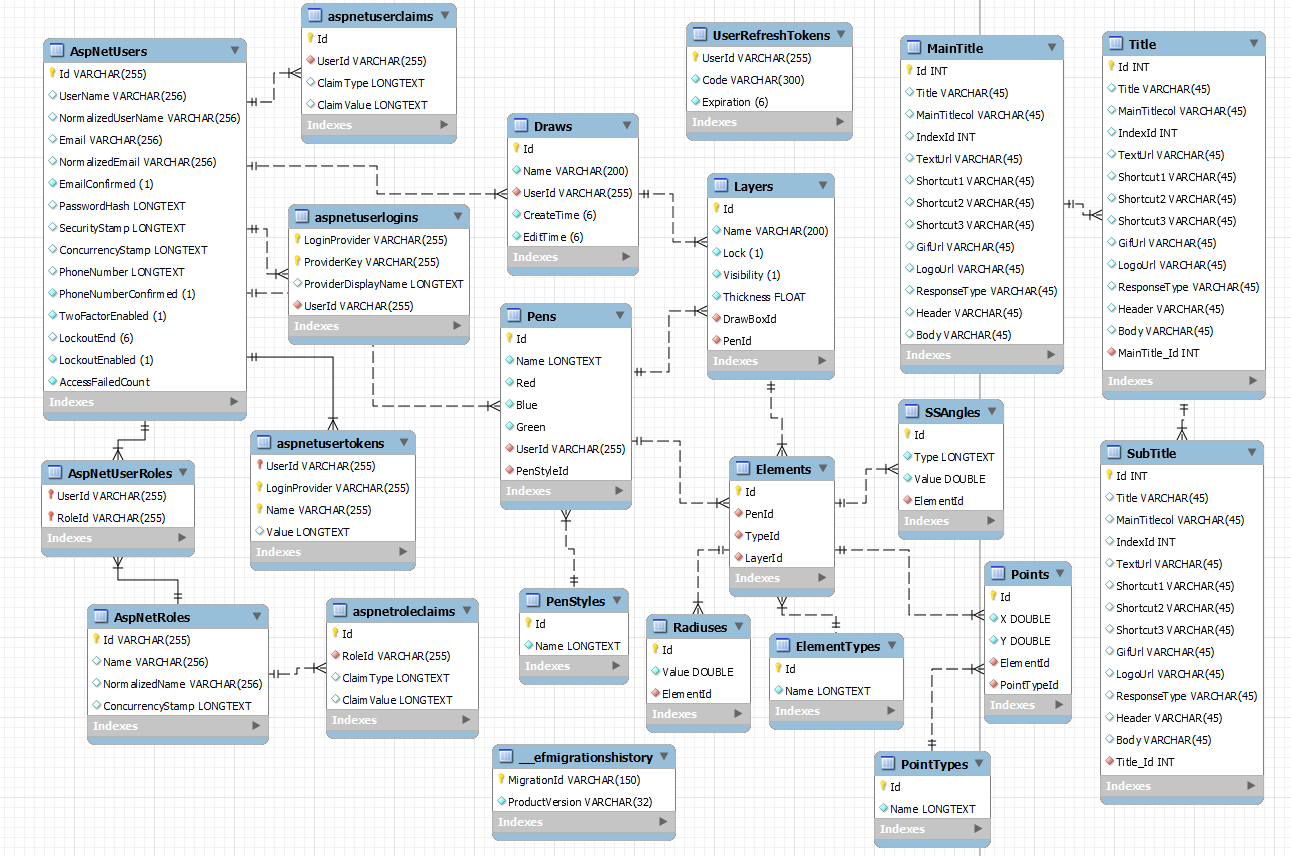 aspnetuserclaims
Id
UserId VARCHAR(255)
ClaimType LONGTEXT
ClaimValue LONGTEXT
Indexes
AspNetUsers
Id VARCHAR(255)
UserName VARCHAR(256)
NormalizedUserName VARCHAR(256)
Email VARCHAR(256)
NormalizedEmail VARCHAR(256)
EmailConfirmed (1)
PasswordHash LONGTEXT
SecurityStamp LONGTEXT
ConcurrencyStamp LONGTEXT
PhoneNumber LONGTEXT
PhoneNumberConfirmed (1)
TwoFactorEnabled (1)
LockoutEnd (6)
LockoutEnabled (1)
AccessFailedCount
Indexes
UserRefreshTokens
UserId VARCHAR(255)
Code VARCHAR(300)
Expiration (6)
Indexes
MainTitle
Id INT
Title VARCHAR(45)
MainTitlecol VARCHAR(45)
IndexId INT
TextUrl VARCHAR(45)
Shortcut1 VARCHAR(45)
Shortcut2 VARCHAR(45)
Shortcut3 VARCHAR(45)
GifUrl VARCHAR(45)
LogoUrl VARCHAR(45)
ResponseType VARCHAR(45)
Header VARCHAR(45)
Body VARCHAR(45)
Indexes
Title
Id INT
Title VARCHAR(45)
MainTitlecol VARCHAR(45)
IndexId INT
TextUrl VARCHAR(45)
Shortcut1 VARCHAR(45)
Shortcut2 VARCHAR(45)
Shortcut3 VARCHAR(45)
GifUrl VARCHAR(45)
LogoUrl VARCHAR(45)
ResponseType VARCHAR(45)
Header VARCHAR(45)
Body VARCHAR(45)
MainTitle_Id INT
Indexes
Draws
Id
Name VARCHAR(200)
UserId VARCHAR(255)
CreateTime (6)
EditTime (6)
Indexes
Layers
Id
Name VARCHAR(200)
Lock (1)
Visibility (1)
Thickness FLOAT
DrawBoxId
PenId
Indexes
aspnetuserlogins
LoginProvider VARCHAR(255)
ProviderKey VARCHAR(255)
ProviderDisplayName LONGTEXT
UserId VARCHAR(255)
Indexes
Pens
Id
Name LONGTEXT
Red
Blue
Green
UserId VARCHAR(255)
PenStyleId
Indexes
SSAngles
Id
Type LONGTEXT
Value DOUBLE
ElementId
Indexes
aspnetusertokens
UserId VARCHAR(255)
LoginProvider VARCHAR(255)
Name VARCHAR(255)
Value LONGTEXT
Indexes
SubTitle
Id INT
Title VARCHAR(45)
MainTitlecol VARCHAR(45)
IndexId INT
TextUrl VARCHAR(45)
Shortcut1 VARCHAR(45)
Shortcut2 VARCHAR(45)
Shortcut3 VARCHAR(45)
GifUrl VARCHAR(45)
LogoUrl VARCHAR(45)
ResponseType VARCHAR(45)
Header VARCHAR(45)
Body VARCHAR(45)
Title_Id INT
Indexes
Elements
Id
PenId
TypeId
LayerId
Indexes
AspNetUserRoles
UserId VARCHAR(255)
RoleId VARCHAR(255)
Indexes
Points
Id
X DOUBLE
Y DOUBLE
ElementId
PointTypeId
Indexes
PenStyles
Id
Name LONGTEXT
Indexes
AspNetRoles
Id VARCHAR(255)
Name VARCHAR(256)
NormalizedName VARCHAR(256)
ConcurrencyStamp LONGTEXT
Indexes
aspnetroleclaims
Id
RoleId VARCHAR(255)
ClaimType LONGTEXT
ClaimValue LONGTEXT
Indexes
Radiuses
Id
Value DOUBLE
ElementId
Indexes
ElementTypes
Id
Name LONGTEXT
Indexes
__efmigrationshistory
MigrationId VARCHAR(150)
ProductVersion VARCHAR(32)
Indexes
PointTypes
Id
Name LONGTEXT
Indexes